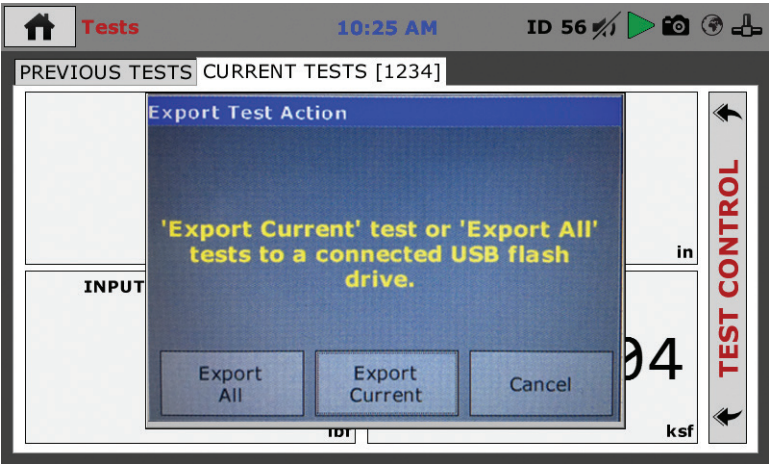 Tests 10:25 AM ID 56
PREVIOUS TESTS CURRENT TESTS [1234]
Export Test Action
'Export Current' test or 'Export All'
tests to a connected USB flash
drive.
in
INPUT
04
Export
All
Export
Current
Cancel
lbf
ksf
TEST CONTROL